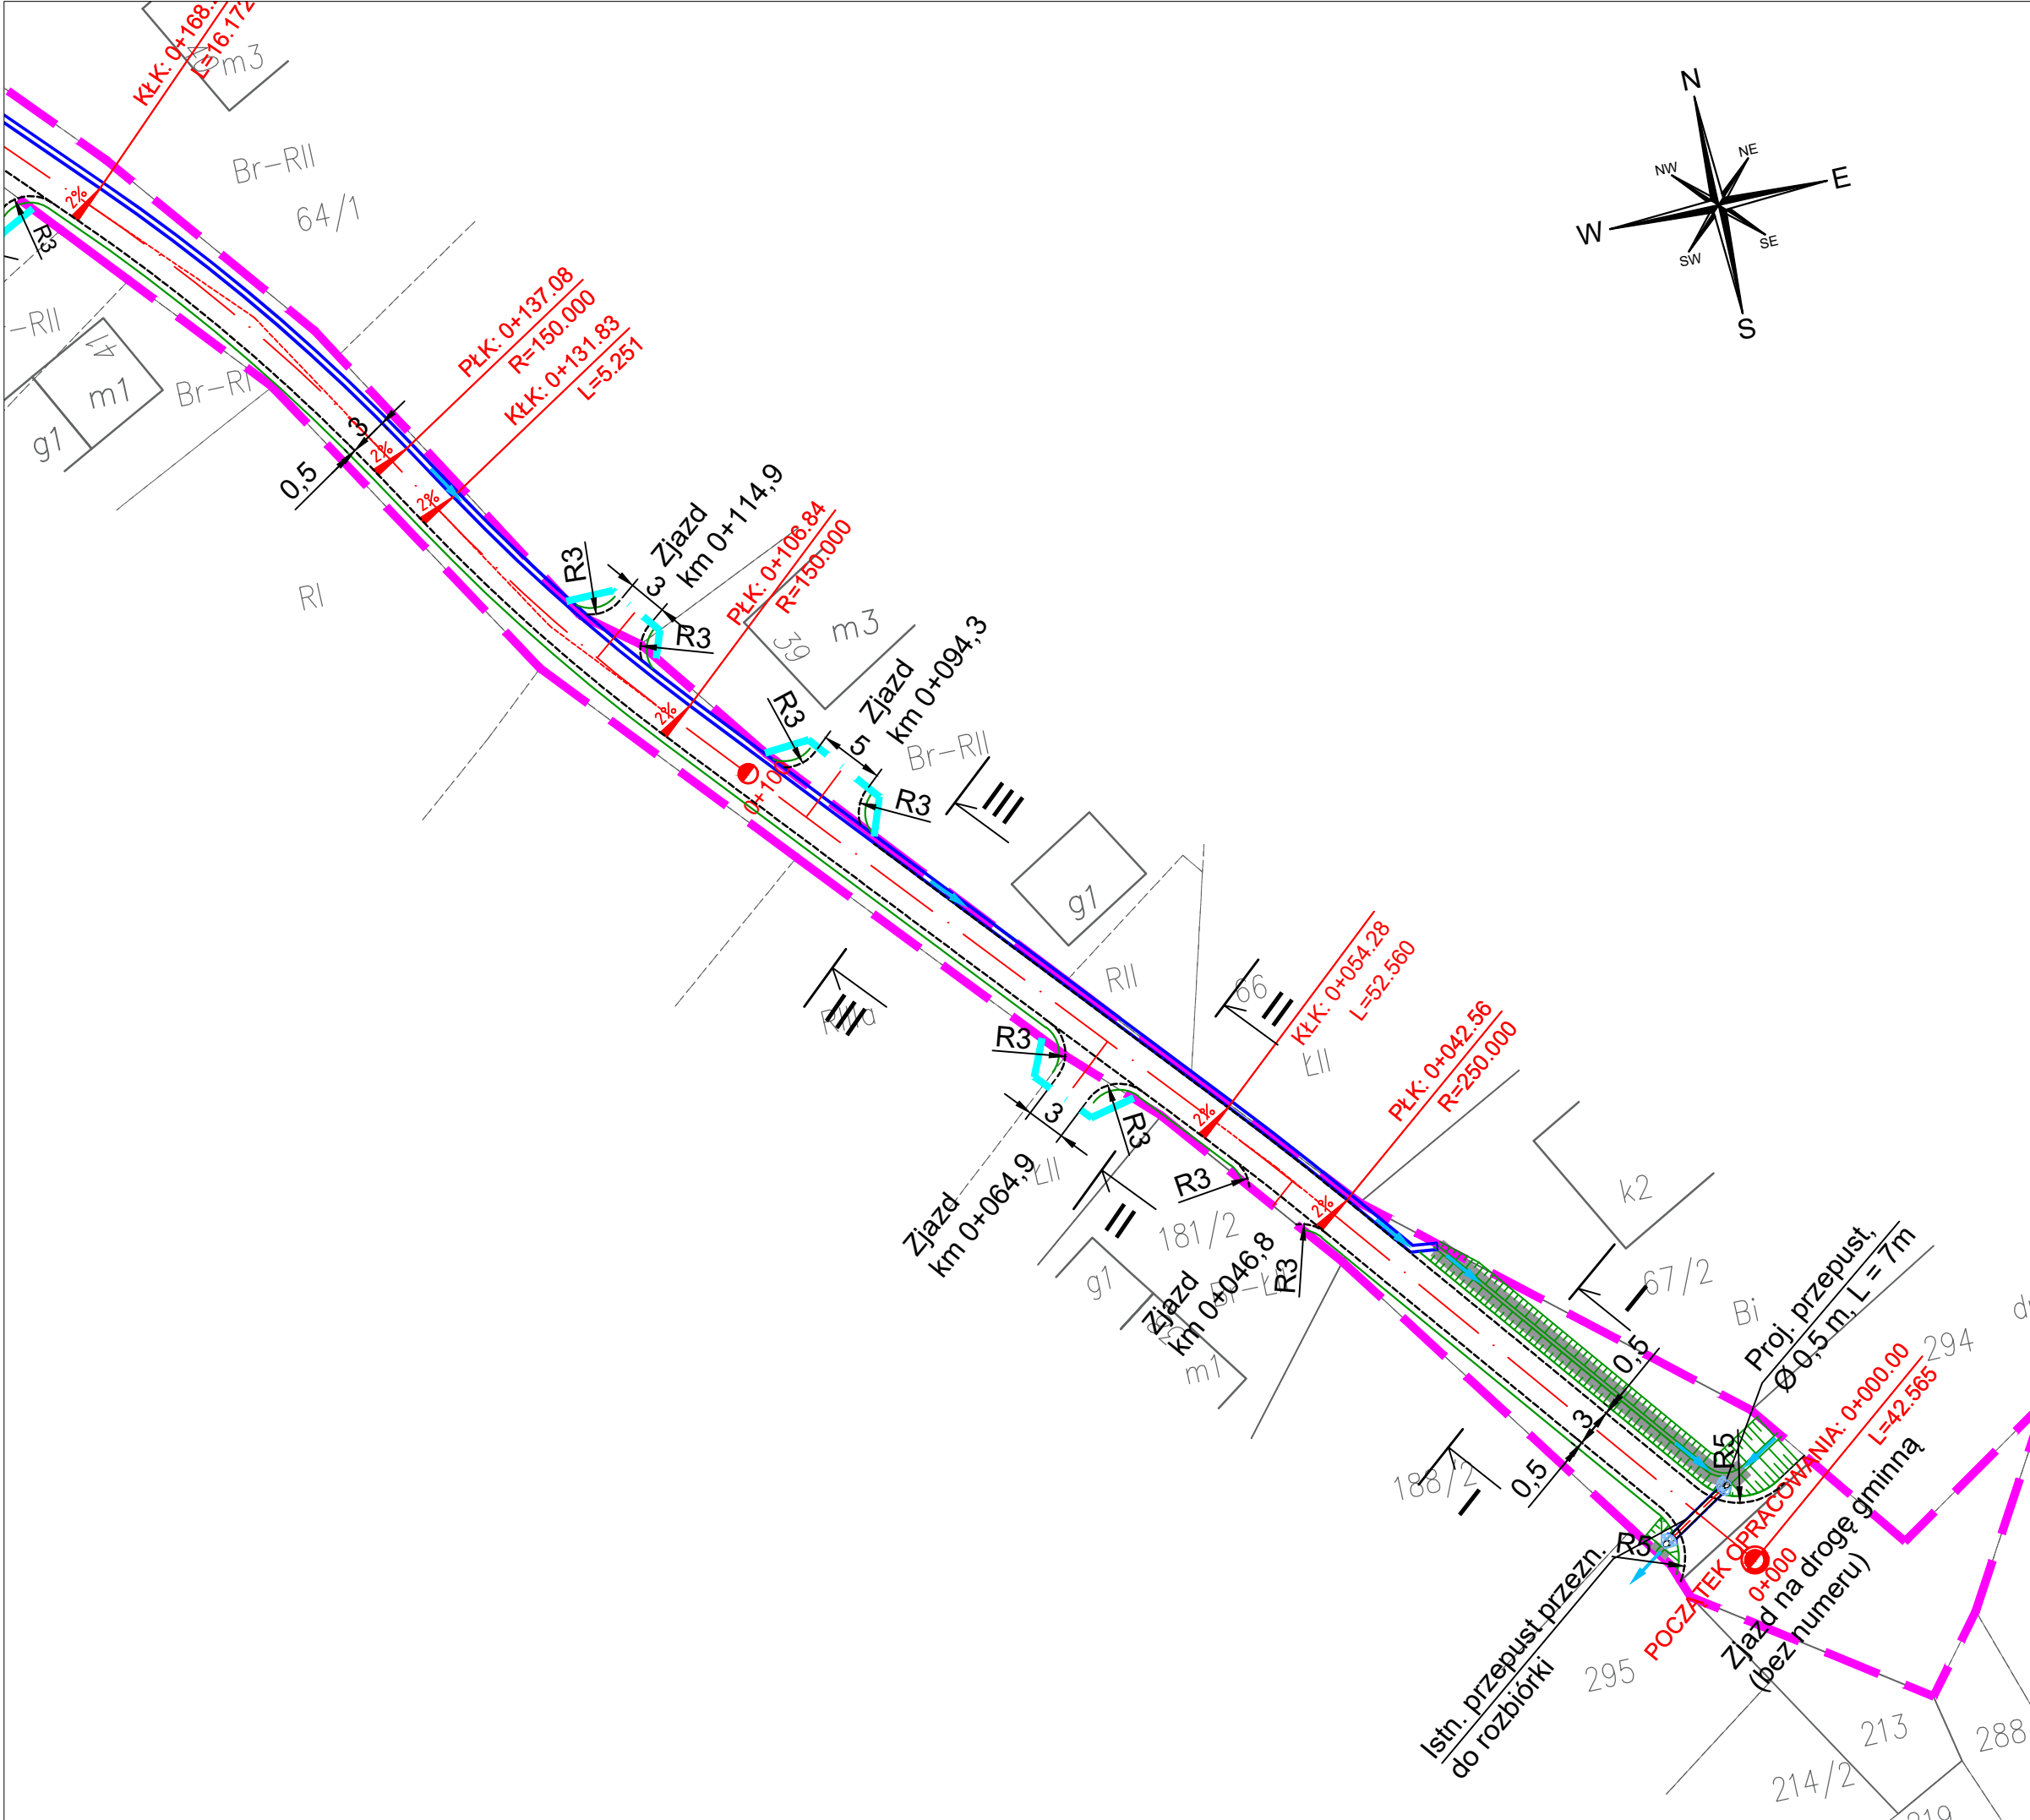 KŁK: 0+168.
L=16.172
m3
Br-RII
64/1
N
NW
NE
W
E
SW
SE
S
2%
R3
-RII
41
m1
g1
Br-RI
PŁK: 0+137.08
R=150.000
KŁK: 0+131.83
L=5.251
3
2%
0,5
2%
RI
Zjazd
km 0+114,9
R3
3
R3
PŁK: 0+106.84
R=150.000
2%
m3
39
Zjazd
km 0+094,3
R3
5
R3
Br-RII
III
0+100
g1
RII
III
66
II
KŁK: 0+054.28
L=52.560
ŁII
PŁK: 0+042.56
R=250.000
R3
3
R3
2%
Zjazd
km 0+064,9
ŁII
II
R3
181/2
2%
R3
Zjazd
km 0+046,8
g1
m1
k2
67/2
I
Bi
Proj. przepust,
Ø 0,5 m, L = 7m
294
0,5
3
0,5
188/2
I
R5
R5
POCZĄTEK OPRACOWANIA: 0+000.00
L=42.565
0+000
Zjazd na drogę gminną
(bez numeru)
Istn. przepust przezn.
do rozbiórki
295
213
288
214/2
219